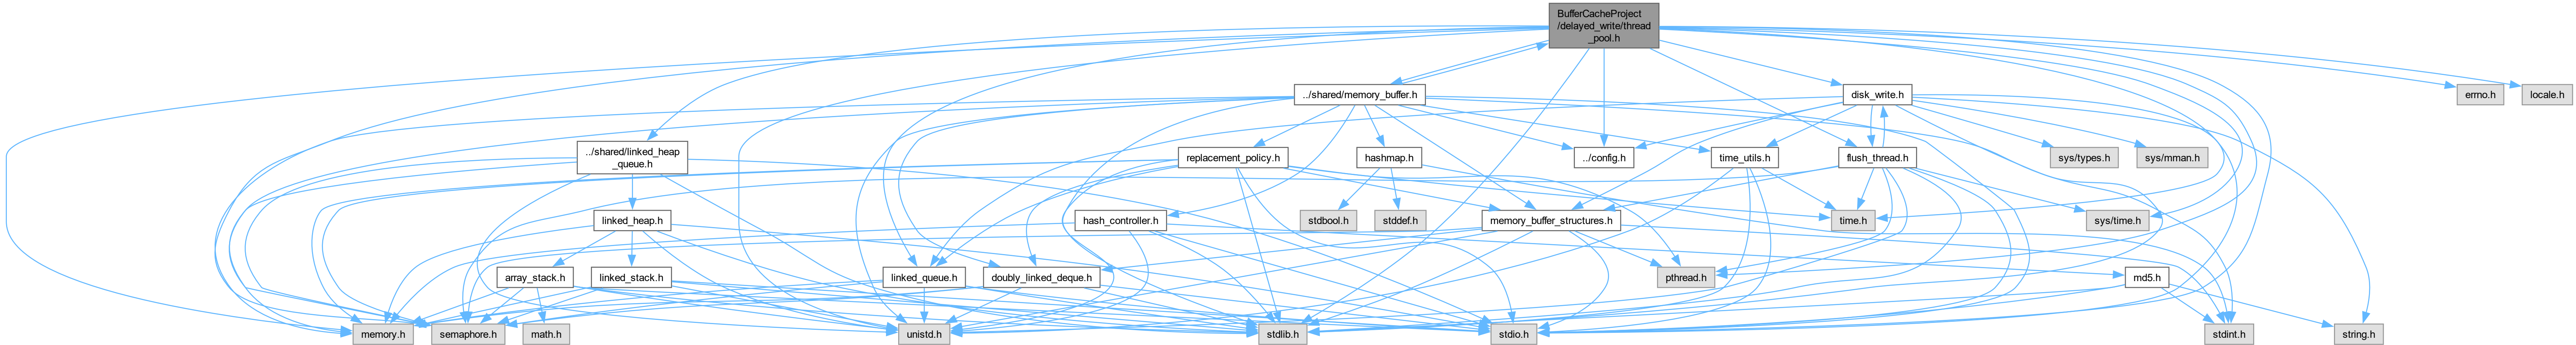 BufferCacheProject
/delayed_write/thread
_pool.h
../shared/memory_buffer.h
disk_write.h
errno.h
locale.h
../shared/linked_heap
_queue.h
replacement_policy.h
hashmap.h
../config.h
time_utils.h
flush_thread.h
sys/types.h
sys/mman.h
linked_heap.h
hash_controller.h
stdbool.h
stddef.h
memory_buffer_structures.h
time.h
sys/time.h
array_stack.h
linked_stack.h
linked_queue.h
doubly_linked_deque.h
pthread.h
md5.h
memory.h
semaphore.h
math.h
unistd.h
stdlib.h
stdio.h
stdint.h
string.h